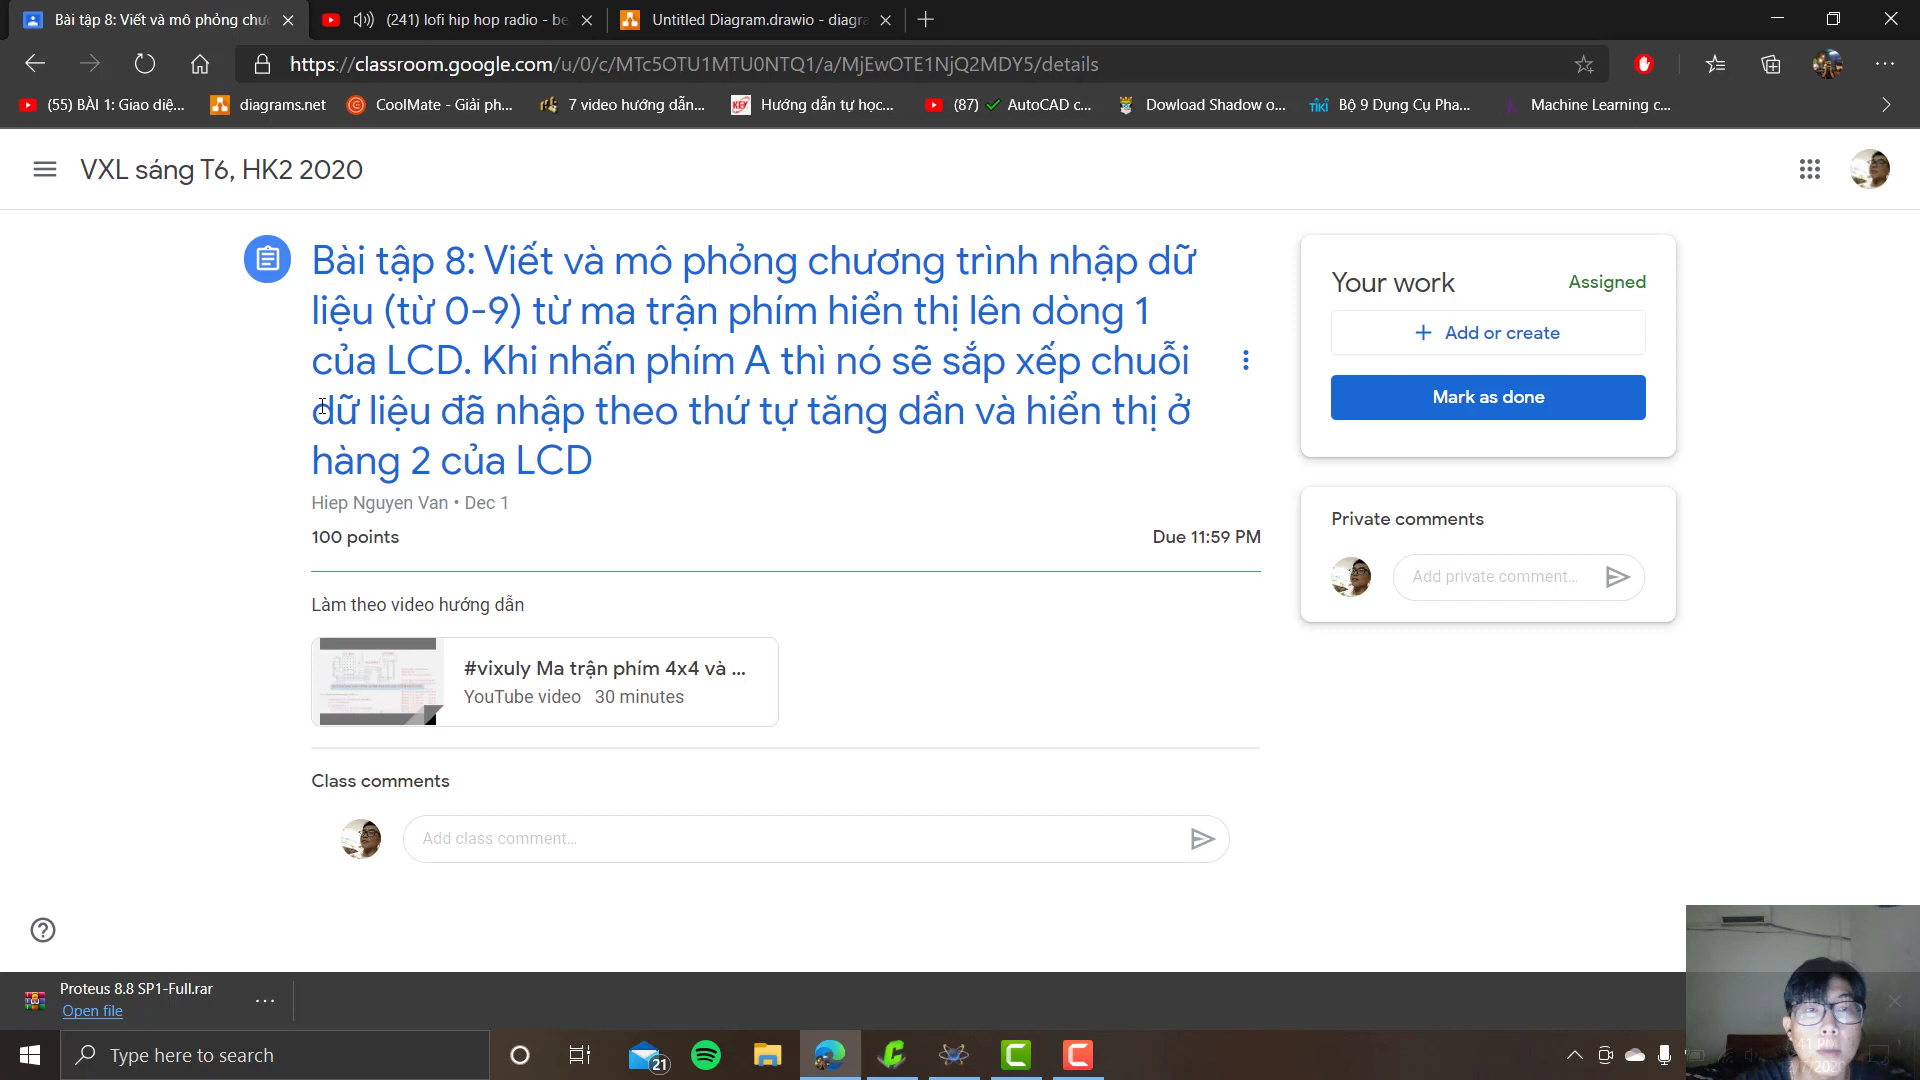 Bài tập 8: Viết và mô phỏng chươ
(241) lofi hip hop radio - be
Untitled Diagram.drawio - diagra
https://classroom.google.com/u/0/c/MTc5OTU1MTU0NTQ1/a/MjEwOTE1NjQ2MDY5/details
(55) BÀI 1: Giao diệ...
diagrams.net
CoolMate - Giải ph...
7 video hướng dẫn...
KEY
Hướng dẫn tự học...
(87) ✓ AutoCAD c...
Dowload Shadow o...
TIKI
Bộ 9 Dụng Cụ Pha...
Machine Learning c...
VXL sáng T6, HK2 2020
Bài tập 8: Viết và mô phỏng chương trình nhập dữ
liệu (từ 0-9) từ ma trận phím hiển thị lên dòng 1
của LCD. Khi nhấn phím A thì nó sẽ sắp xếp chuỗi
dữ liệu đã nhập theo thứ tự tăng dần và hiển thị ở
hàng 2 của LCD
Hiep Nguyen Van • Dec 1
100 points
Due 11:59 PM
Làm theo video hướng dẫn
#vixuly Ma trận phím 4x4 và ...
YouTube video 30 minutes
Class comments
Add class comment...
Your work
Assigned
+ Add or create
Mark as done
Private comments
Add private comment...
Proteus 8.8 SP1-Full.rar
Open file
Type here to search
21